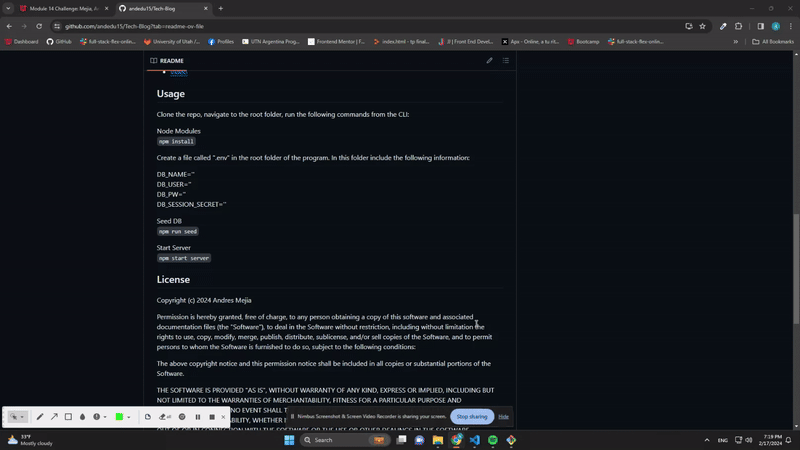 Module 14 Challenge: Mejia, A
andedu15/Tech-Blog
github.com/andedu15/Tech-Blog?tab=readme-ov-file
Dashboard
GitHub
full-stack-flex-online...
University of Utah /...
Profiles
UTN Argentina Prog...
Frontend Mentor | F...
index.html - tp-final...
JI | Front End Devel...
Apo - Online, a tu rit...
Bootcamp
full-stack-flex-onlin...
All Bookmarks
README
Usage
Clone the repo, navigate to the root folder, run the following commands from the CLI:
Node Modules
npm install
Create a file called ".env" in the root folder of the program. In this folder include the following information:
DB_NAME=''
DB_USER=''
DB_PW=''
DB_SESSION_SECRET=''
Seed DB
npm run seed
Start Server
npm start server
License
Copyright (c) 2024 Andres Mejia
Permission is hereby granted, free of charge, to any person obtaining a copy of this software and associated
documentation files (the "Software"), to deal in the Software without restriction, including without limitation the
rights to use, copy, modify, merge, publish, distribute, sublicense, and/or sell copies of the Software, and to permit
persons to whom the Software is furnished to do so, subject to the following conditions:
The above copyright notice and this permission notice shall be included in all copies or substantial portions of the
Software.
THE SOFTWARE IS PROVIDED "AS IS", WITHOUT WARRANTY OF ANY KIND, EXPRESS OR IMPLIED, INCLUDING BUT
NOT LIMITED TO THE WARRANTIES OF MERCHANTABILITY, FITNESS FOR A PARTICULAR PURPOSE AND
NO EVENT SHALL
WHETHER
Nimbus Screenshot & Screen Video Recorder is sharing your screen.
Stop sharing
Hide
33°F
Mostly cloudy
Search
ENG
7:19 PM
2/17/2024